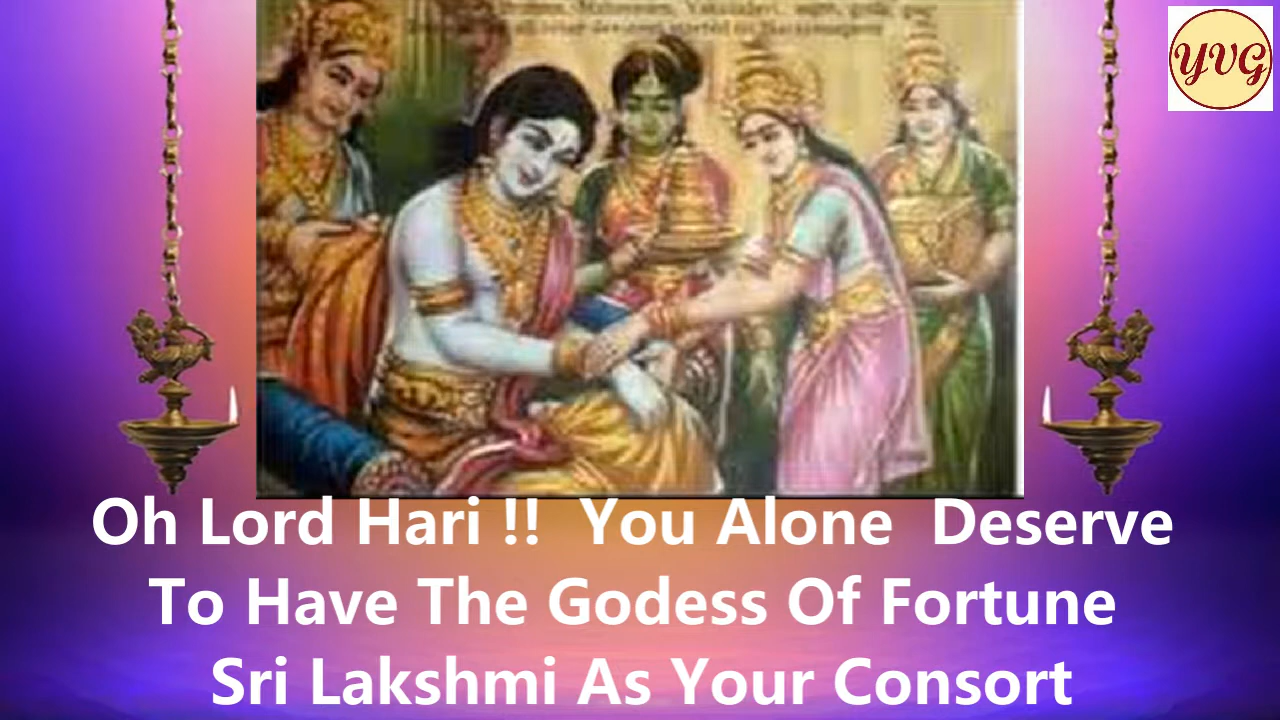 YVG
Oh Lord Hari !! You Alone Deserve
To Have The Godess Of Fortune
Sri Lakshmi As Your Consort